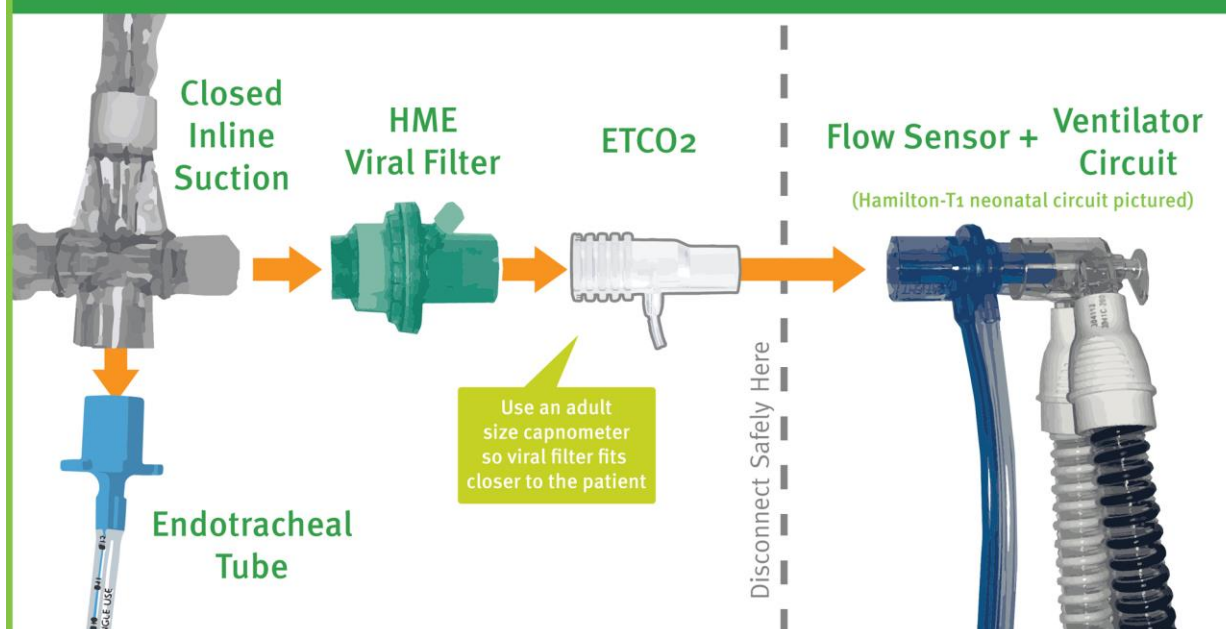 Closed
Inline
Suction
HME
Viral Filter
ETCO2
Flow Sensor +
Ventilator
Circuit
(Hamilton-T1 neonatal circuit pictured)
Use an adult
size capnometer
so viral filter fits
closer to the patient
Disconnect Safely Here
Endotracheal
Tube